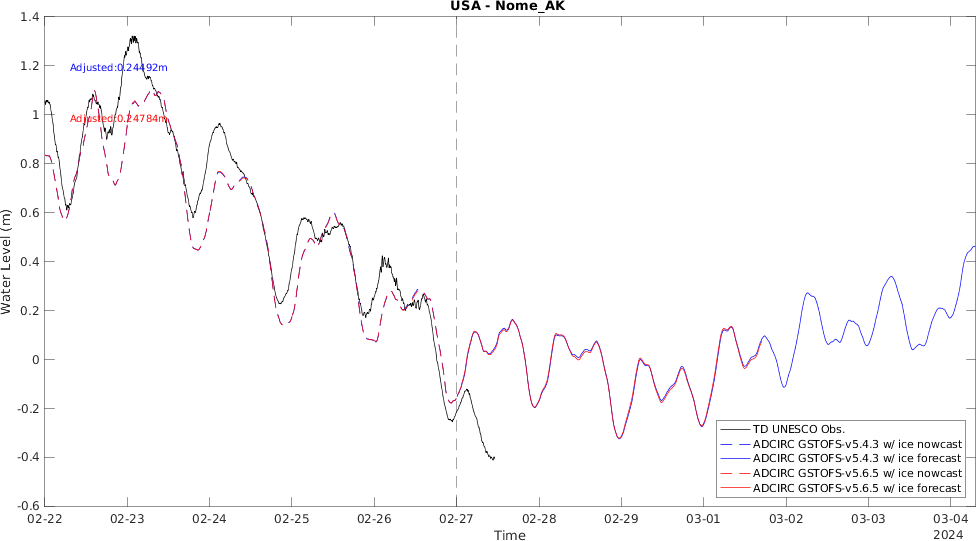 USA - Nome_AK
1.4
1.2
1
0.8
0.6
0.4
0.2
0
-0.2
-0.4
-0.6
Water Level (m)
Adjusted:0.24492m
Adjusted:0.24784m
TD UNESCO Obs.
ADCIRC GSTOFS-v5.4.3 w/ ice nowcast
ADCIRC GSTOFS-v5.4.3 w/ ice forecast
ADCIRC GSTOFS-v5.6.5 w/ ice nowcast
ADCIRC GSTOFS-v5.6.5 w/ ice forecast
02-22 02-23 02-24 02-25 02-26 02-27 02-28 02-29 03-01 03-02 03-03 03-04
Time
2024